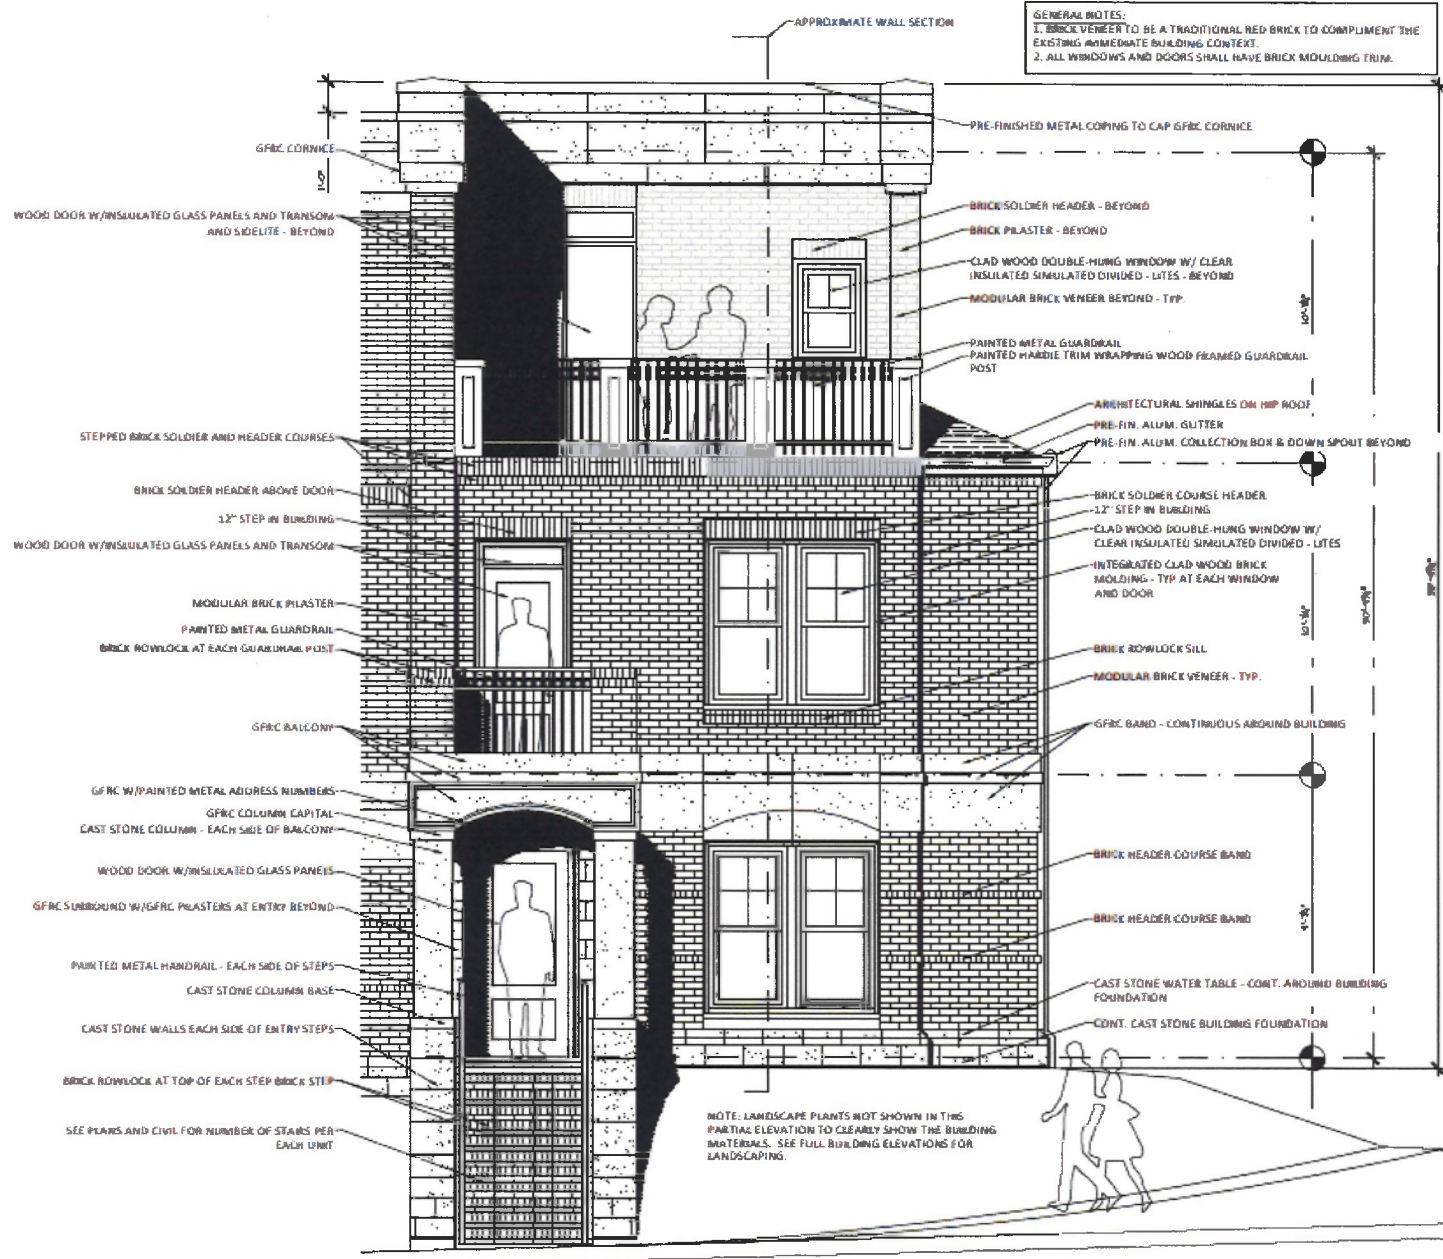 APPROXIMATE WALL SECTION
GENERAL NOTES:
1. BRICK VENEER TO BE A TRADITIONAL RED BRICK TO COMPLIMENT THE
EXISTING IMMEDIATE BUILDING CONTEXT.
2. ALL WINDOWS AND DOORS SHALL HAVE BRICK MOULDING TRIM.
GFRC CORNICE
WOOD DOOR W/INSULATED GLASS PANELS AND TRANSOM
AND SIDELITE - BEYOND
STEPPED BRICK SOLDIER AND HEADER COURSES
BRICK SOLDIER HEADER ABOVE DOOR
12" STEP IN BUILDING
WOOD DOOR W/INSULATED GLASS PANELS AND TRANSOM
MODULAR BRICK PILASTER
PAINTED METAL GUARDRAIL
BRICK ROWLOCK AT EACH GUARDRAIL POST
GFRC BALCONY
GFRC W/PAINTED METAL ADDRESS NUMBERS
GFRC COLUMN CAPITAL
CAST STONE COLUMN - EACH SIDE OF BALCONY
WOOD DOOR W/INSULATED GLASS PANELS
GFRC SURROUND W/GFRC PILASTERS AT ENTRY BEYOND
PAINTED METAL HANDRAIL - EACH SIDE OF STEPS
CAST STONE COLUMN BASE
CAST STONE WALLS EACH SIDE OF ENTRY STEPS
BRICK ROWLOCK AT TOP OF EACH STEP BRICK STEP
SEE PLANS AND CIVIL FOR NUMBER OF STAIRS PER
EACH UNIT
PRE-FINISHED METAL COPING TO CAP GFRC CORNICE
BRICK SOLDIER HEADER - BEYOND
BRICK PILASTER - BEYOND
CLAD WOOD DOUBLE-HUNG WINDOW W/ CLEAR
INSULATED SIMULATED DIVIDED - LITES - BEYOND
MODULAR BRICK VENEER BEYOND - TYP.
PAINTED METAL GUARDRAIL
PAINTED HARDIE TRIM WRAPPING WOOD FRAMED GUARDRAIL
POST
ARCHITECTURAL SHINGLES ON HIP ROOF
PRE-FIN. ALUM. GUTTER
PRE-FIN. ALUM. COLLECTION BOX & DOWN SPOUT BEYOND
BRICK SOLDIER COURSE HEADER
12" STEP IN BUILDING
CLAD WOOD DOUBLE-HUNG WINDOW W/
CLEAR INSULATED SIMULATED DIVIDED - LITES
INTEGRATED CLAD WOOD BRICK
MOLDING - TYP AT EACH WINDOW
AND DOOR
BRICK ROWLOCK SILL
MODULAR BRICK VENEER - TYP.
GFRC BAND - CONTINUOUS AROUND BUILDING
BRICK HEADER COURSE BAND
BRICK HEADER COURSE BAND
CAST STONE WATER TABLE - CONT. AROUND BUILDING
FOUNDATION
CONT. CAST STONE BUILDING FOUNDATION
NOTE: LANDSCAPE PLANTS NOT SHOWN IN THIS
PARTIAL ELEVATION TO CLEARLY SHOW THE BUILDING
MATERIALS. SEE FULL BUILDING ELEVATIONS FOR
LANDSCAPING.